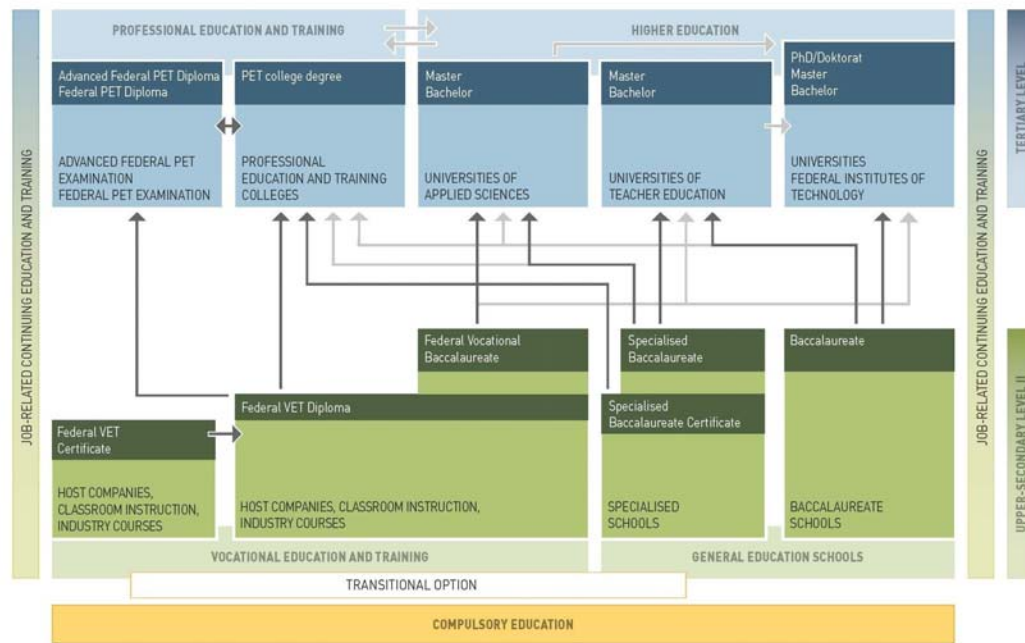 PROFESSIONAL EDUCATION AND TRAINING
HIGHER EDUCATION
Advanced Federal PET Diploma
Federal PET Diploma
ADVANCED FEDERAL PET
EXAMINATION
FEDERAL PET EXAMINATION
PET college degree
PROFESSIONAL
EDUCATION AND TRAINING
COLLEGES
Master
Bachelor
UNIVERSITIES OF
APPLIED SCIENCES
Master
Bachelor
UNIVERSITIES OF
TEACHER EDUCATION
PhD/Doktorat
Master
Bachelor
UNIVERSITIES
FEDERAL INSTITUTES OF
TECHNOLOGY
JOB-RELATED CONTINUING EDUCATION AND TRAINING
JOB-RELATED CONTINUING EDUCATION AND TRAINING
TERTIARY LEVEL
UPPER-SECONDARY LEVEL II
Federal Vocational
Baccalaureate
Specialised
Baccalaureate
Baccalaureate
Federal VET Diploma
Specialised
Baccalaureate Certificate
Federal VET
Certificate
HOST COMPANIES,
CLASSROOM INSTRUCTION,
INDUSTRY COURSES
HOST COMPANIES, CLASSROOM INSTRUCTION,
INDUSTRY COURSES
SPECIALISED
SCHOOLS
BACCALAUREATE
SCHOOLS
VOCATIONAL EDUCATION AND TRAINING
GENERAL EDUCATION SCHOOLS
TRANSITIONAL OPTION
COMPULSORY EDUCATION